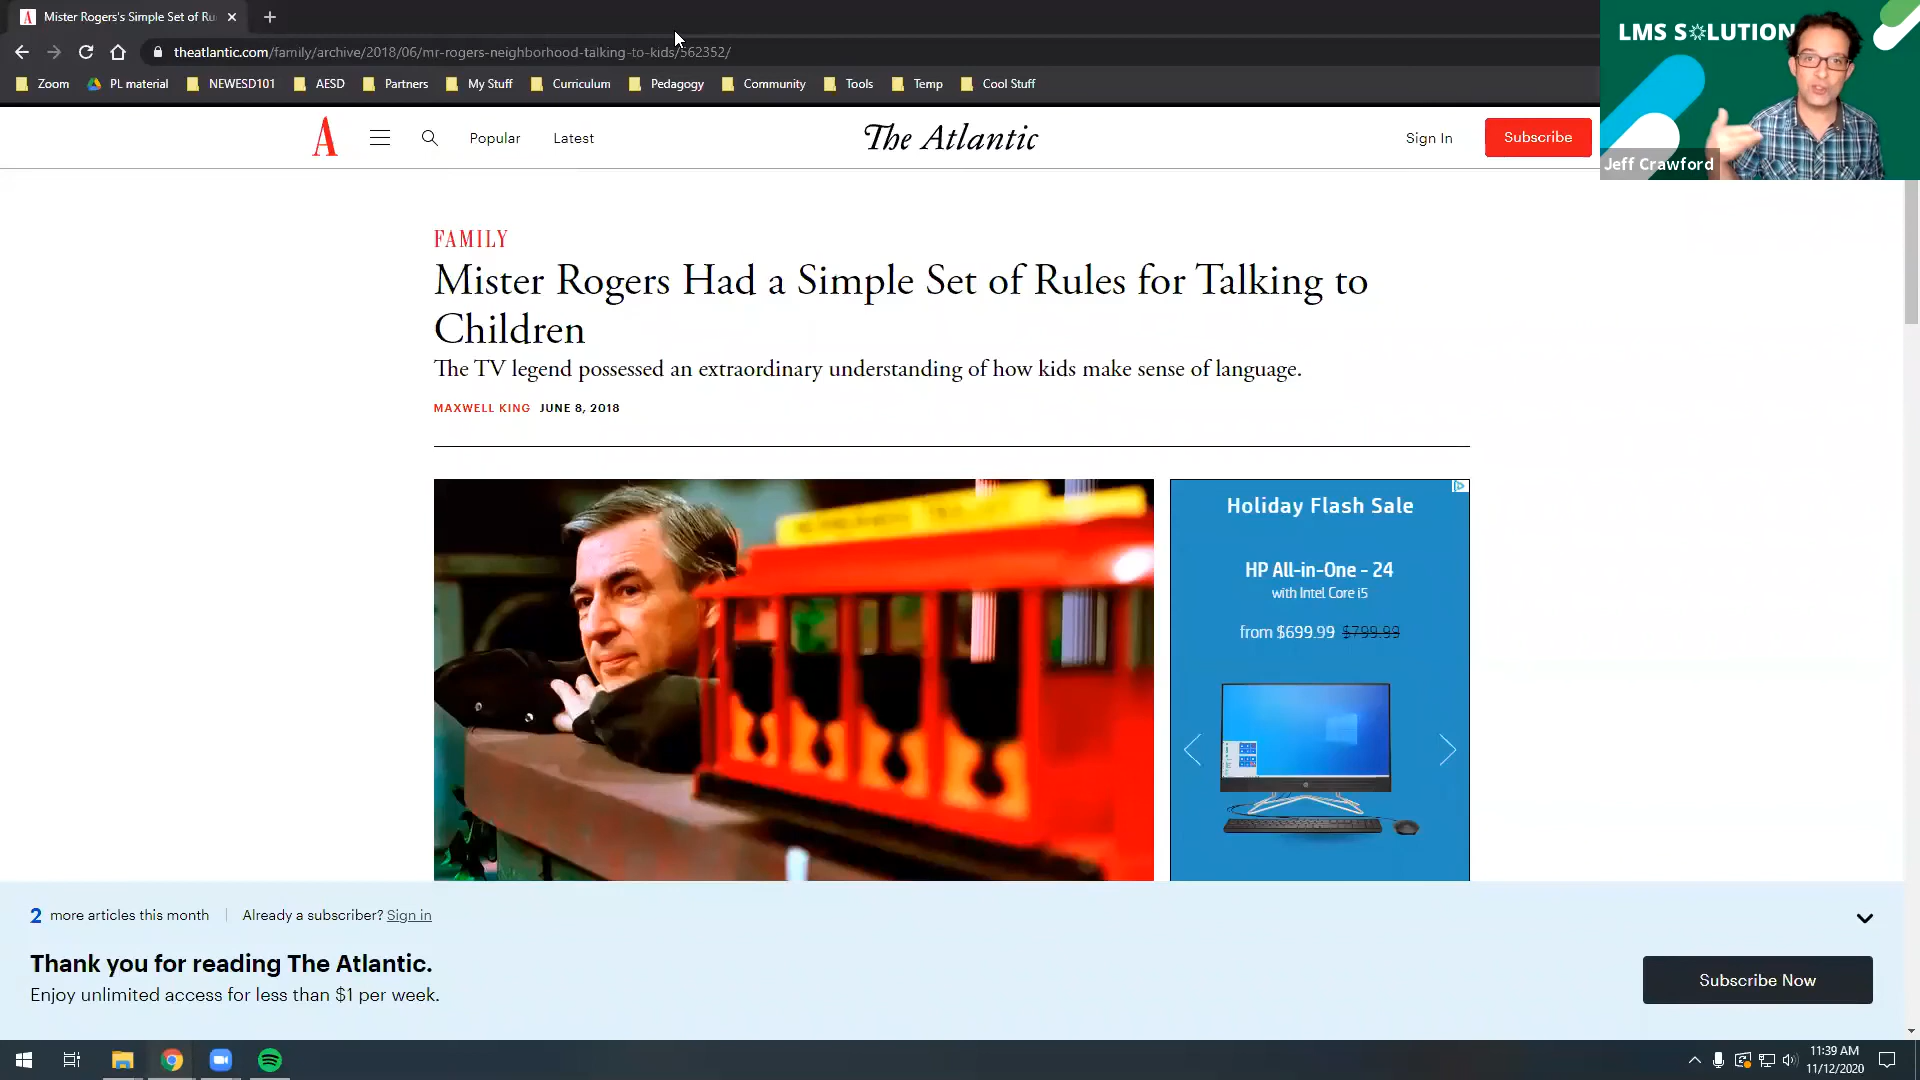 Mister Rogers's Simple Set of Ru
theatlantic.com/family/archive/2018/06/mr-rogers-neighborhood-talking-to-kids/562352/
Zoom PL material NEWESD101 AESD Partners My Stuff Curriculum Pedagogy Community Tools Temp Cool Stuff
LMS SOLUTION
Jeff Crawford
A Popular Latest The Atlantic Sign In Subscribe
FAMILY
Mister Rogers Had a Simple Set of Rules for Talking to
Children
The TV legend possessed an extraordinary understanding of how kids make sense of language.
MAXWELL KING JUNE 8, 2018
Holiday Flash Sale
HP All-in-One - 24
with Intel Core i5
from $699.99 $799.99
2 more articles this month Already a subscriber? Sign in
Thank you for reading The Atlantic.
Enjoy unlimited access for less than $1 per week.
Subscribe Now
11:39 AM
11/12/2020